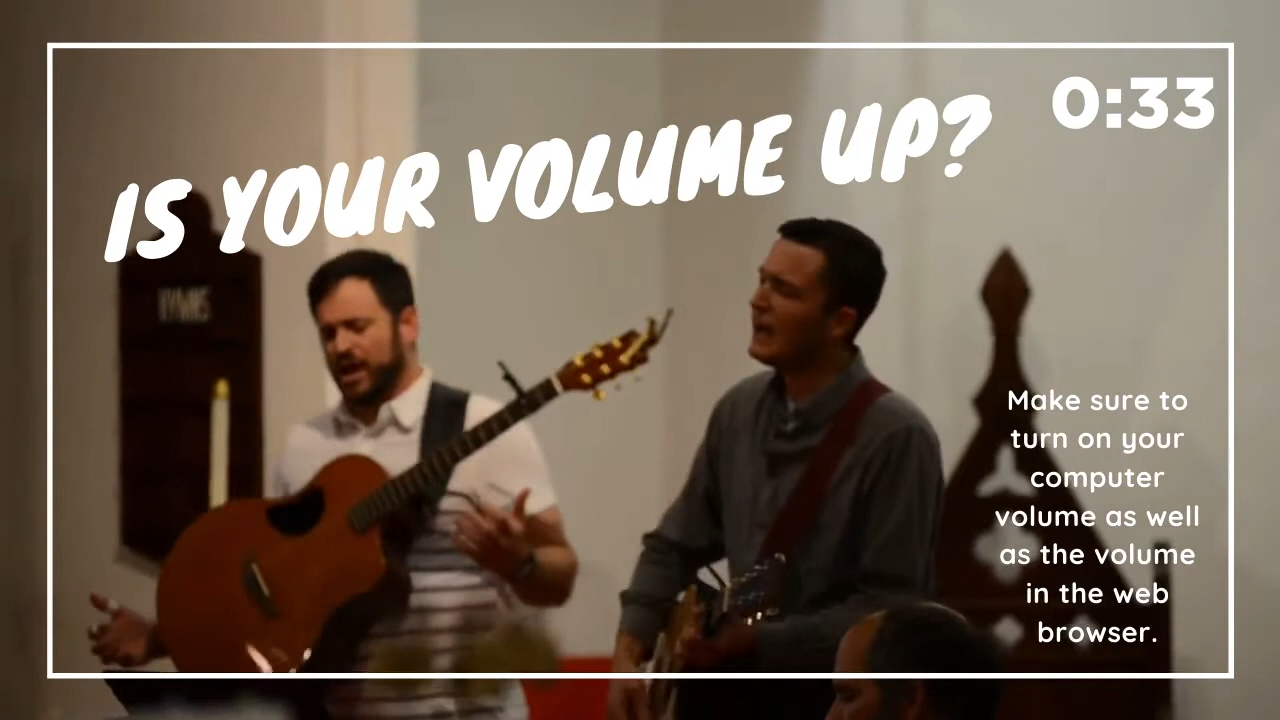 IS YOUR VOLUME UP?
0:33
HYMNS
Make sure to
turn on your
computer
volume as well
as the volume
in the web
browser.